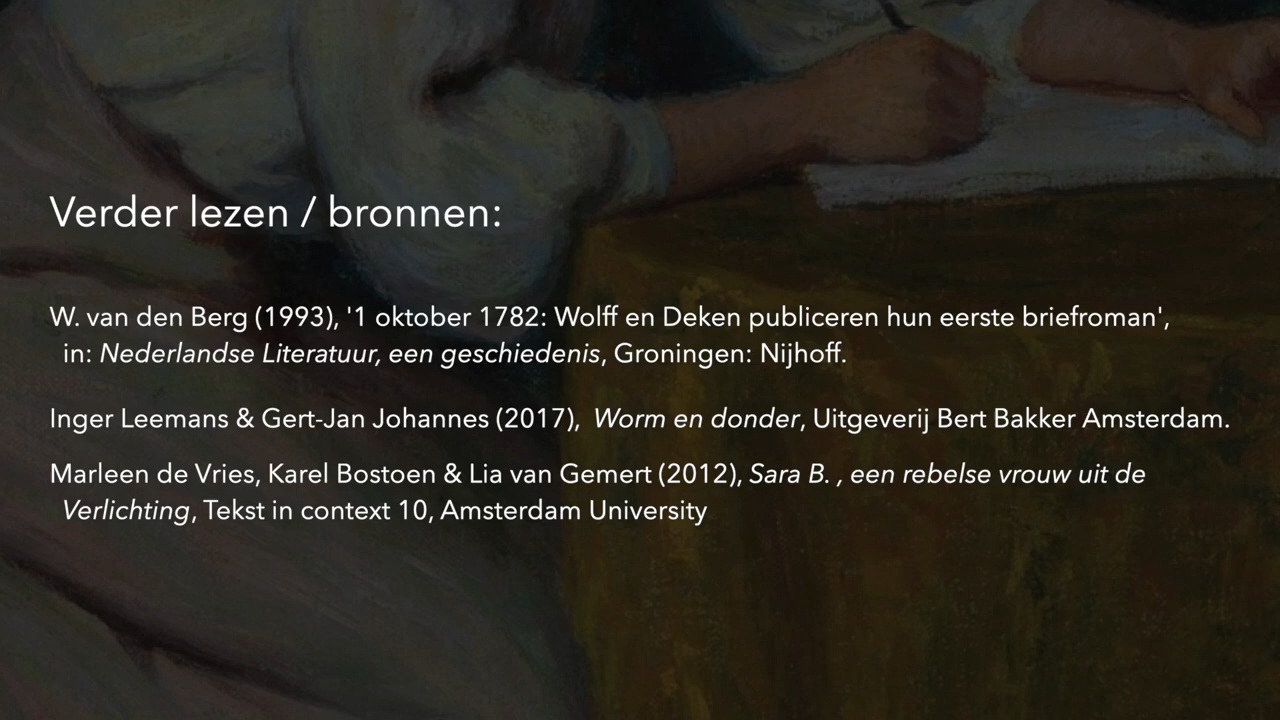 Verder lezen / bronnen:
W. van den Berg (1993), '1 oktober 1782: Wolff en Deken publiceren hun eerste briefroman',
in: Nederlandse Literatuur, een geschiedenis, Groningen: Nijhoff.
Inger Leemans & Gert-Jan Johannes (2017), Worm en donder, Uitgeverij Bert Bakker Amsterdam.
Marleen de Vries, Karel Bostoen & Lia van Gemert (2012), Sara B. , een rebelse vrouw uit de
Verlichting, Tekst in context 10, Amsterdam University